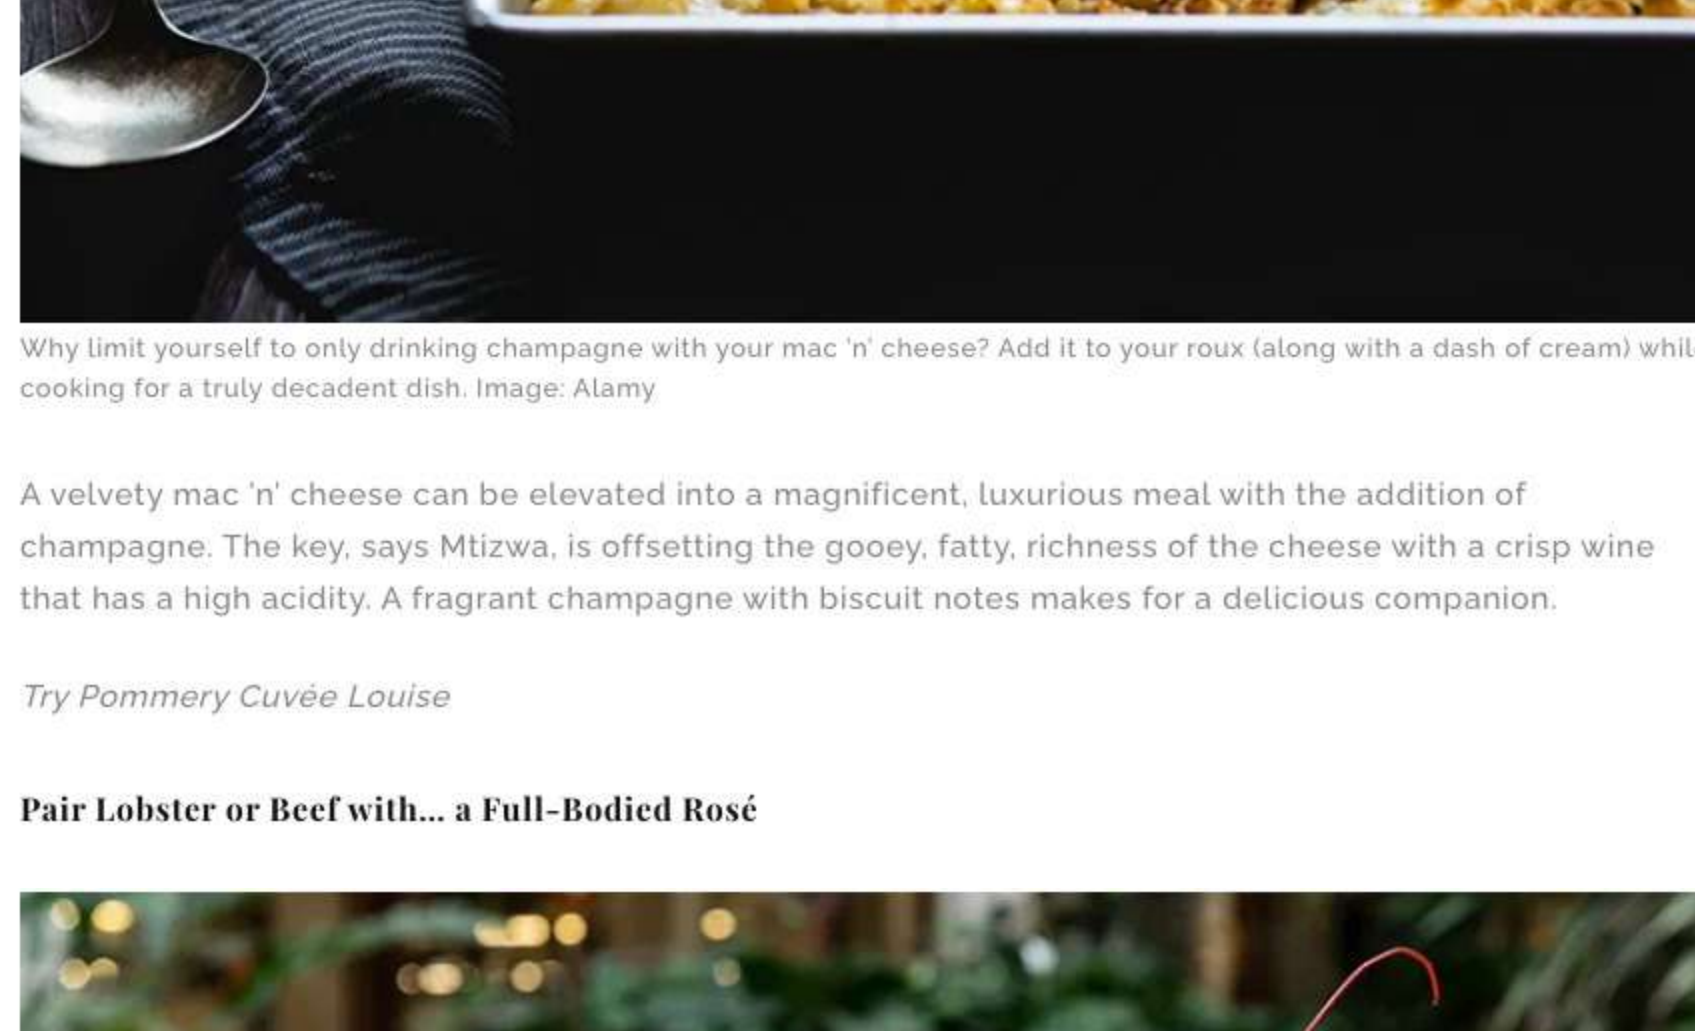 Why limit yourself to only drinking champagne with your mac 'n' cheese? Add it to your roux (along with a dash of cream) whil
cooking for a truly decadent dish. Image: Alamy
A velvety mac 'n' cheese can be elevated into a magnificent, luxurious meal with the addition of
champagne. The key, says Mtizwa, is offsetting the gooey, fatty, richness of the cheese with a crisp wine
that has a high acidity. A fragrant champagne with biscuit notes makes for a delicious companion.
Try Pommery Cuvée Louise
Pair Lobster or Beef with... a Full-Bodied Rosé